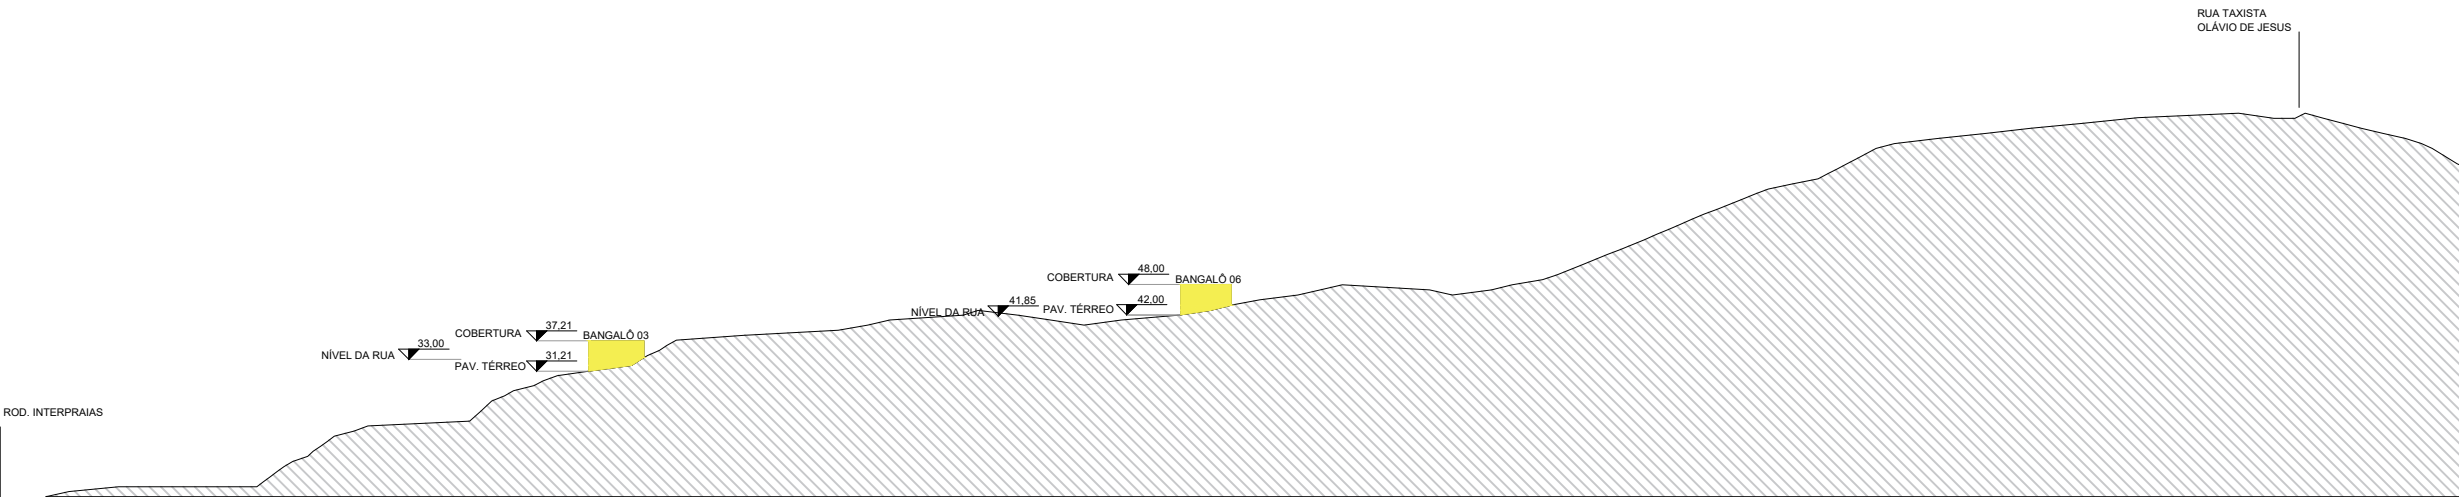 RUA TAXISTA
OLÁVIO DE JESUS
48,00
COBERTURA
BANGALÔ 06
41,85
42,00
NÍVEL DA RUA
PAV. TÉRREO
37,21
COBERTURA
BANGALÔ 03
33,00
NÍVEL DA RUA
31,21
PAV. TÉRREO
ROD. INTERPRAIAS